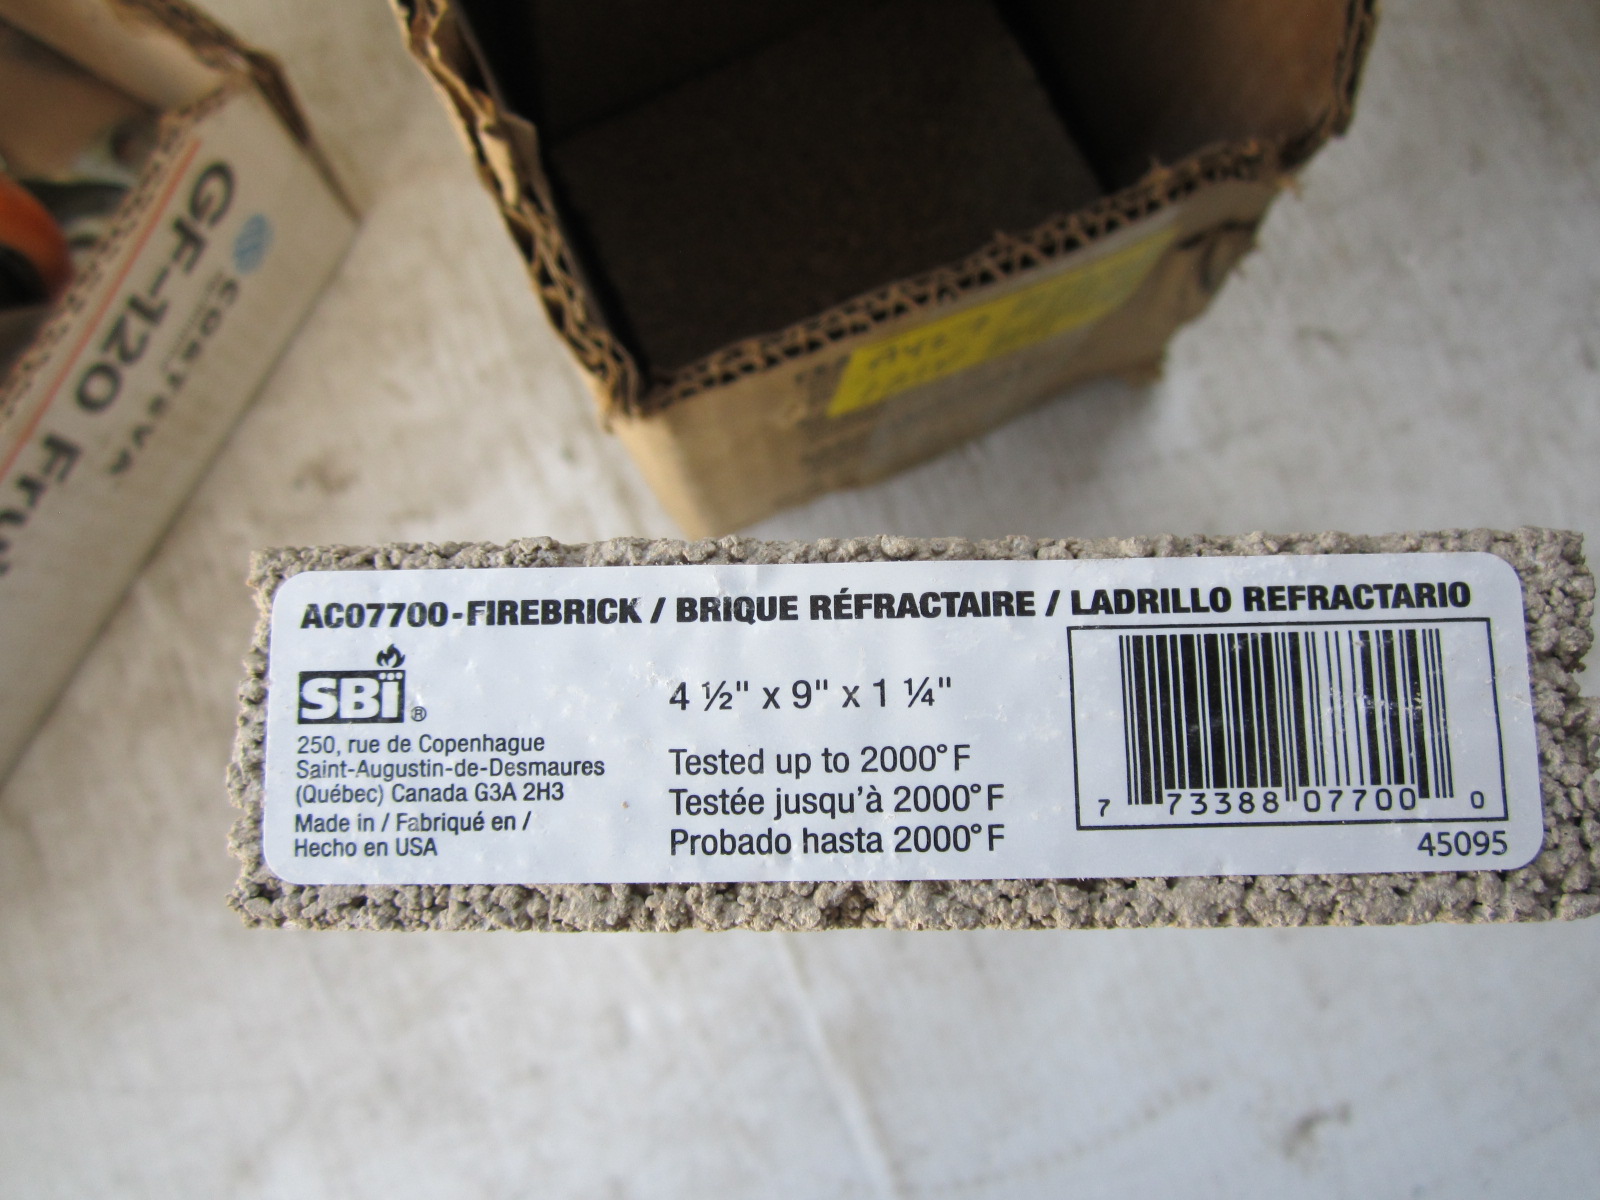 AC07700-FIREBRICK / BRIQUE RÉFRACTAIRE / LADRILLO REFRACTARIO
SBI®
250, rue de Copenhague
Saint-Augustin-de-Desmaures
(Québec) Canada G3A 2H3
Made in / Fabriqué en /
Hecho en USA
4 ½" x 9" x 1 ¼"
Tested up to 2000°F
Testée jusqu'à 2000°F
Probado hasta 2000°F
7 73388 07700 0
45095
GF-120